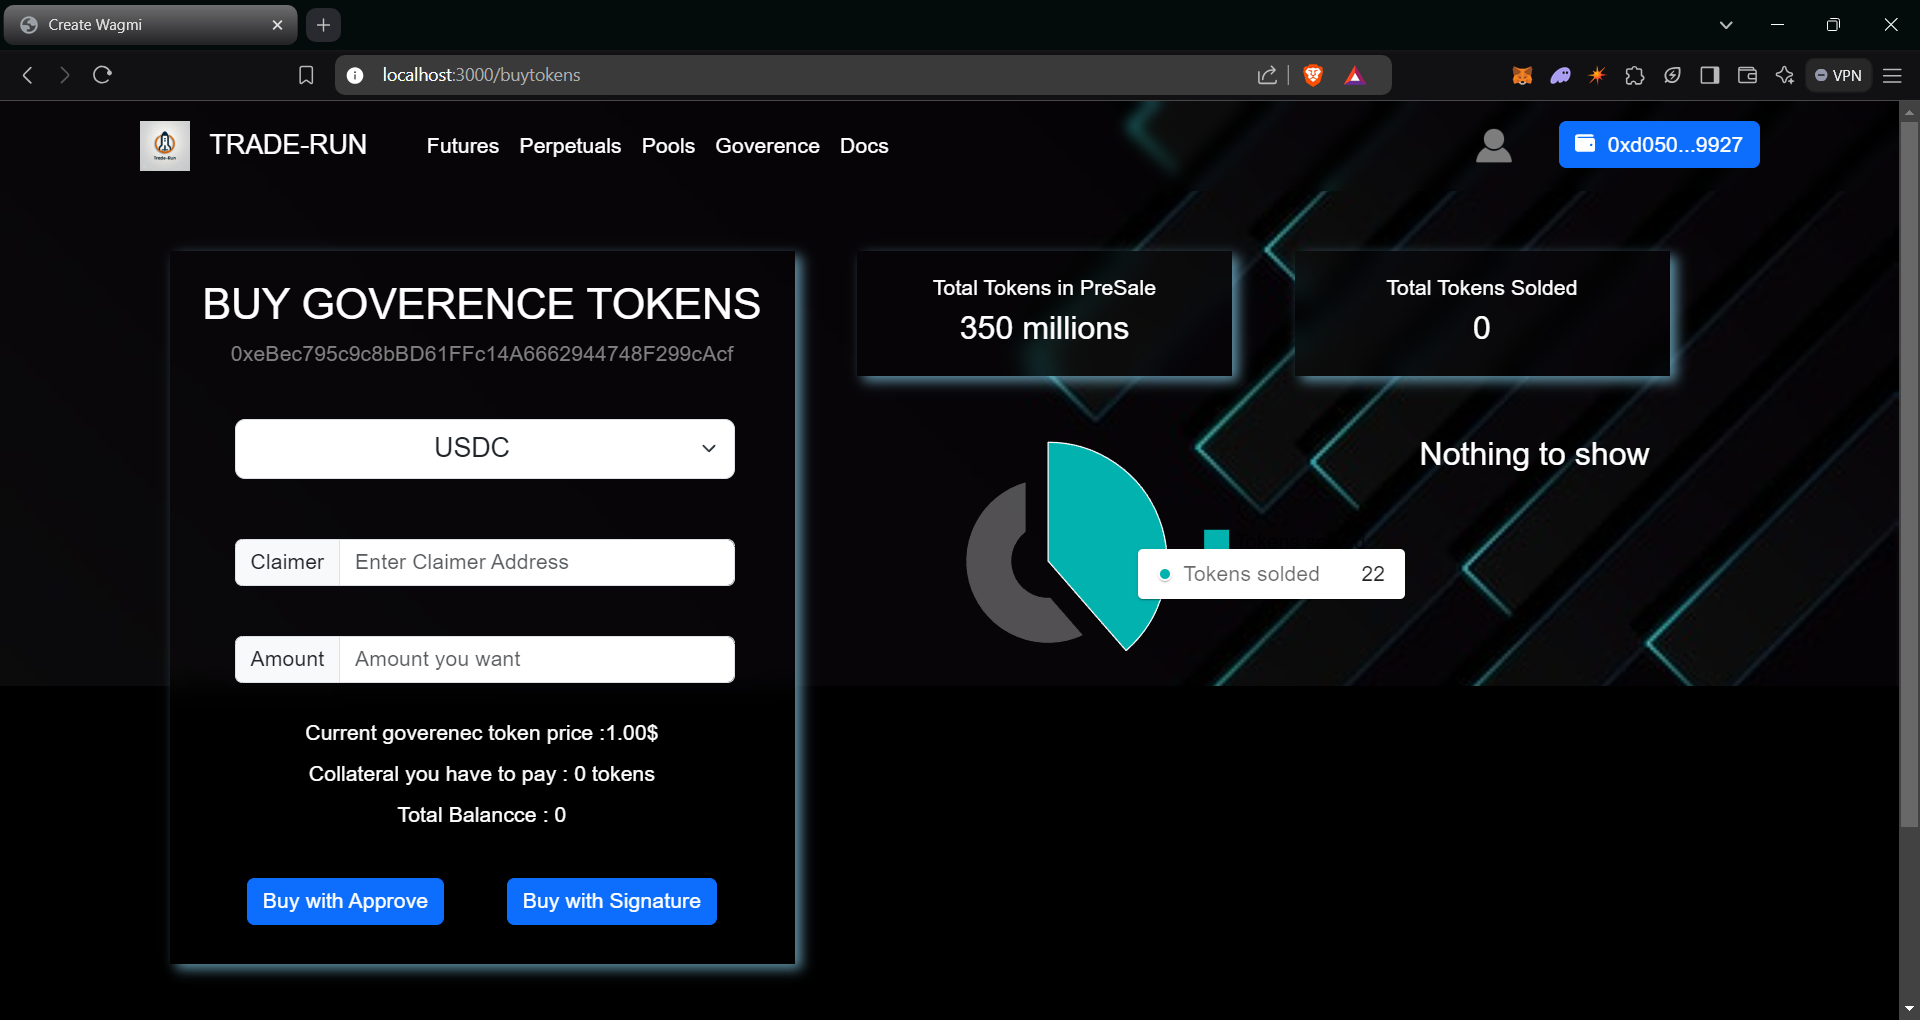 Create Wagmi
localhost:3000/buytokens
VPN
Trade-Run
TRADE-RUN
Futures
Perpetuals
Pools
Goverence
Docs
0xd050...9927
BUY GOVERENCE TOKENS
0xeBec795c9c8bBD61FFc14A6662944748F299cAcf
USDC
Claimer
Enter Claimer Address
Amount
Amount you want
Current goverenec token price :1.00$
Collateral you have to pay : 0 tokens
Total Balancce : 0
Buy with Approve
Buy with Signature
Total Tokens in PreSale
350 millions
Total Tokens Solded
0
Nothing to show
Tokens solded 22